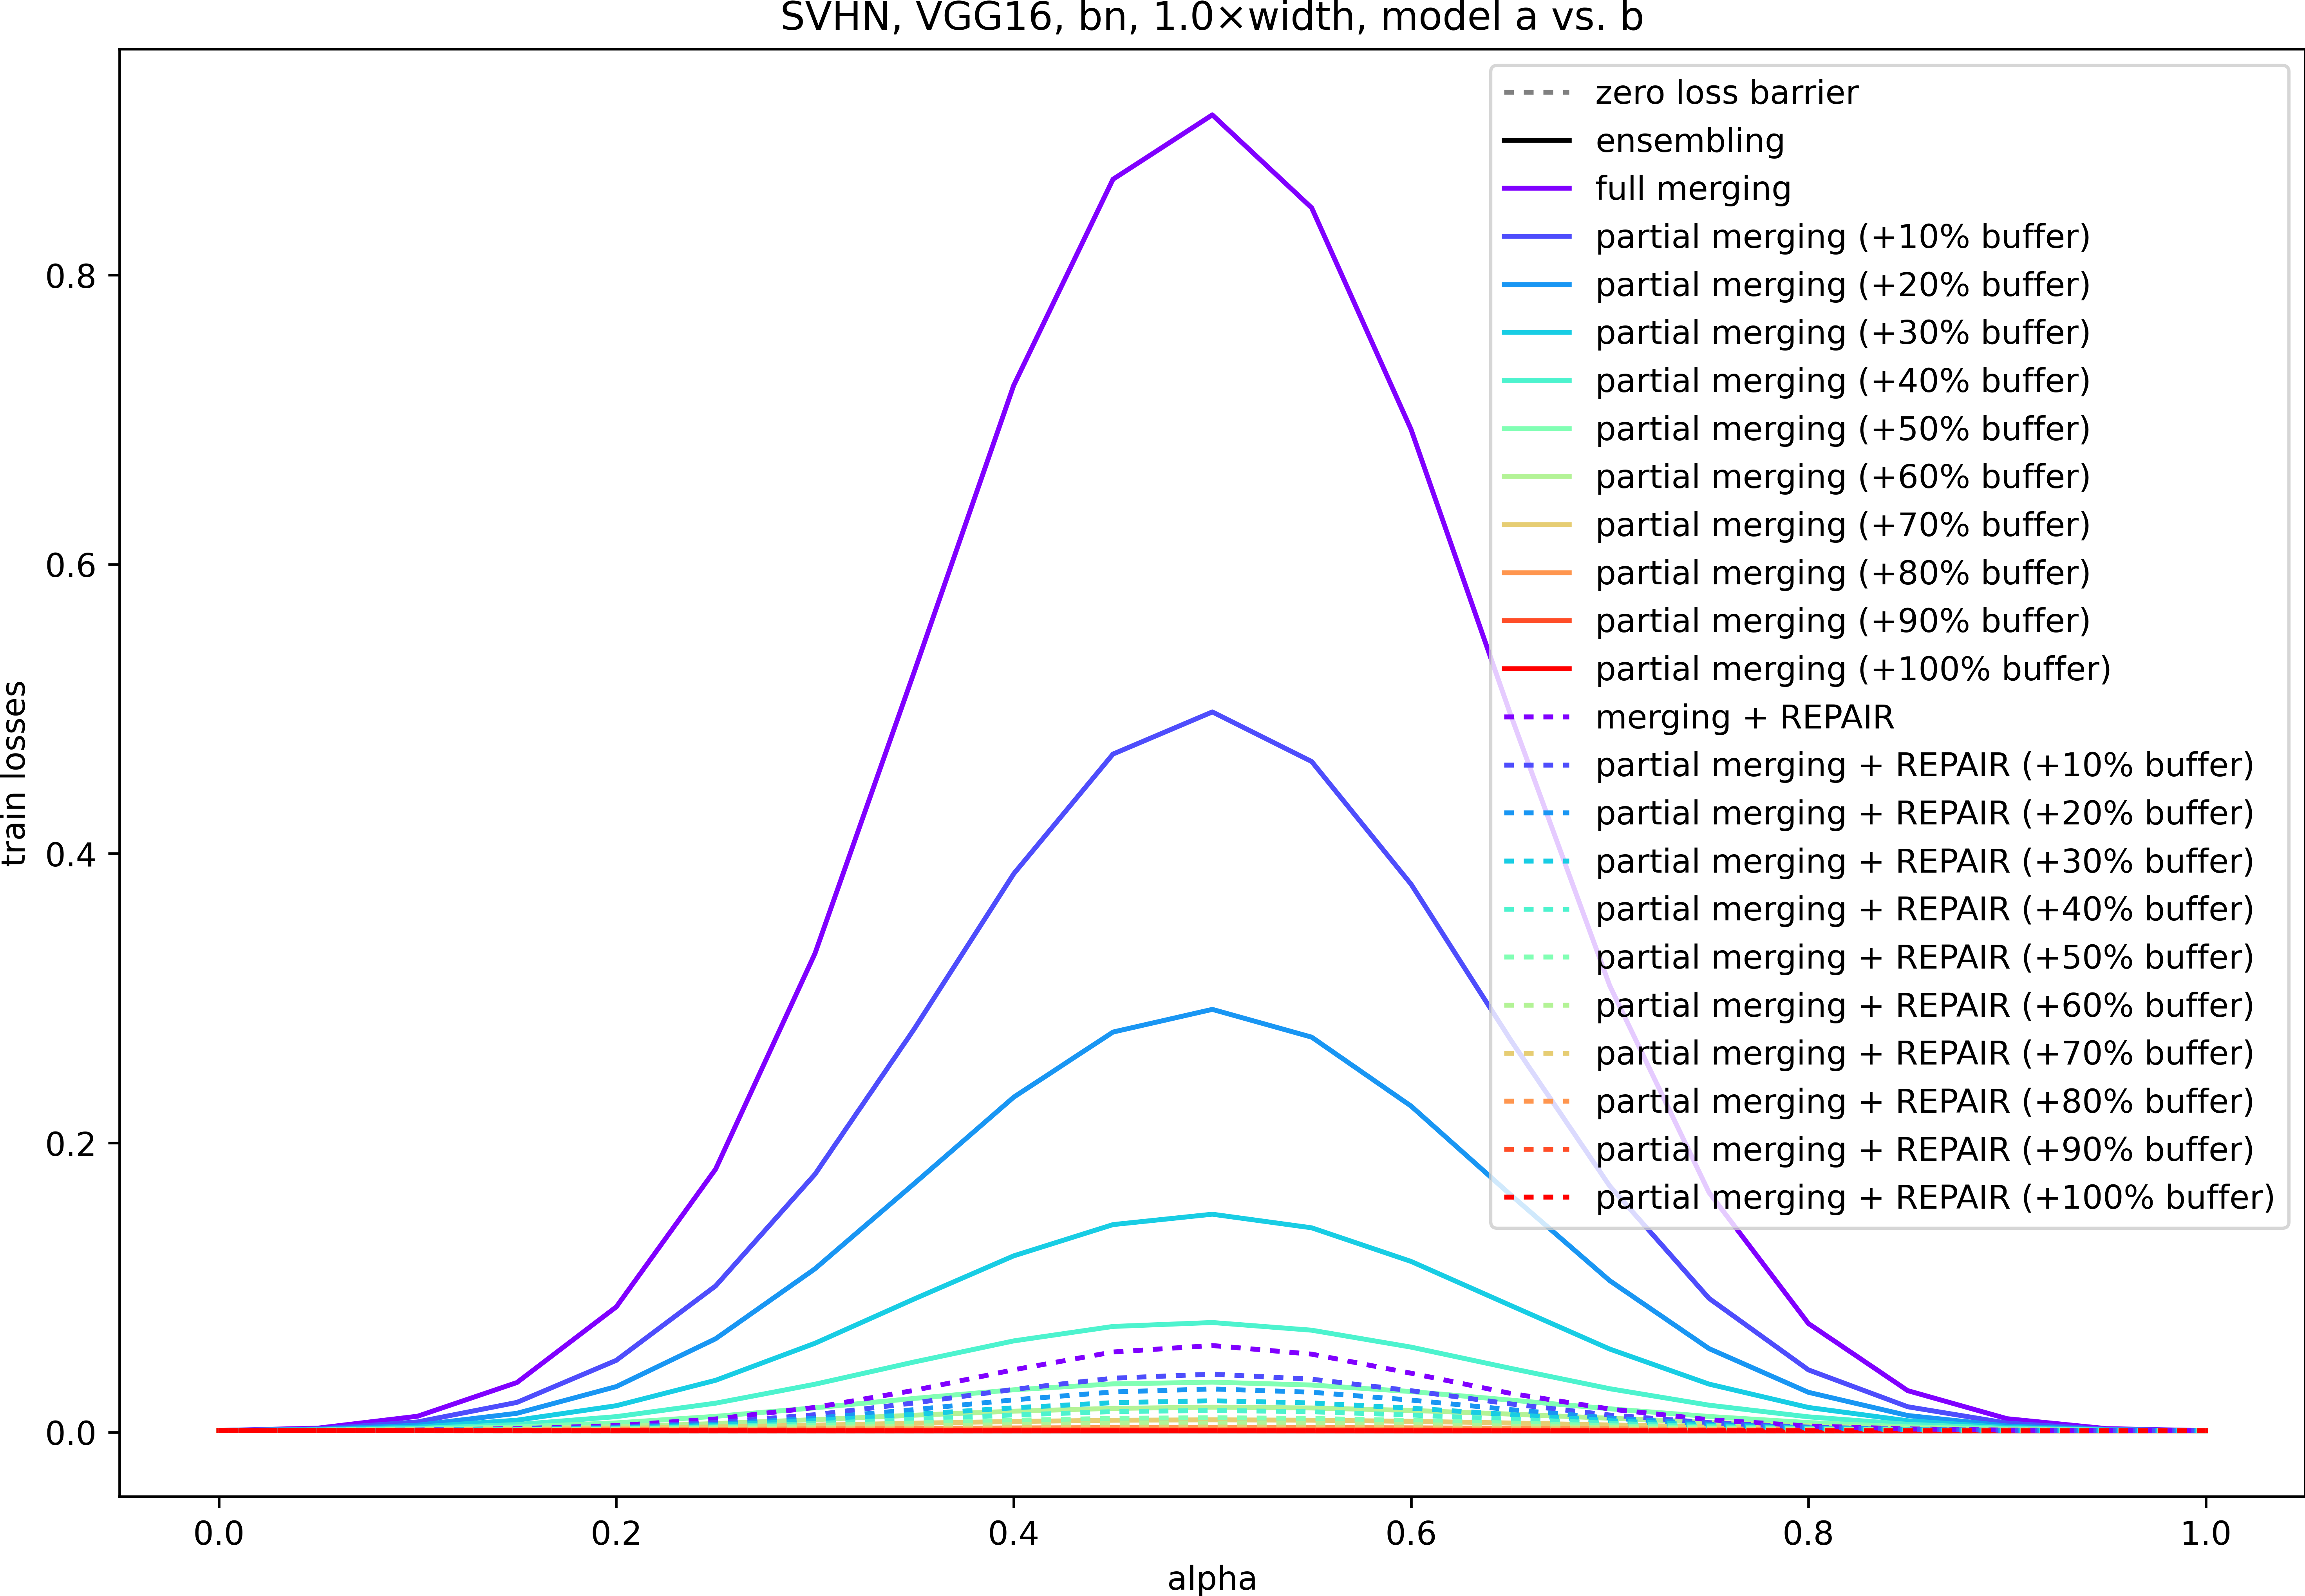 SVHN, VGG16, bn, 1.0×width, model a vs. b
zero loss barrier
ensembling
full merging
partial merging (+10% buffer)
partial merging (+20% buffer)
partial merging (+30% buffer)
partial merging (+40% buffer)
partial merging (+50% buffer)
partial merging (+60% buffer)
partial merging (+70% buffer)
partial merging (+80% buffer)
partial merging (+90% buffer)
partial merging (+100% buffer)
merging + REPAIR
partial merging + REPAIR (+10% buffer)
partial merging + REPAIR (+20% buffer)
partial merging + REPAIR (+30% buffer)
partial merging + REPAIR (+40% buffer)
partial merging + REPAIR (+50% buffer)
partial merging + REPAIR (+60% buffer)
partial merging + REPAIR (+70% buffer)
partial merging + REPAIR (+80% buffer)
partial merging + REPAIR (+90% buffer)
partial merging + REPAIR (+100% buffer)
train losses
0.8
0.6
0.4
0.2
0.0
0.0 0.2 0.4 0.6 0.8 1.0
alpha